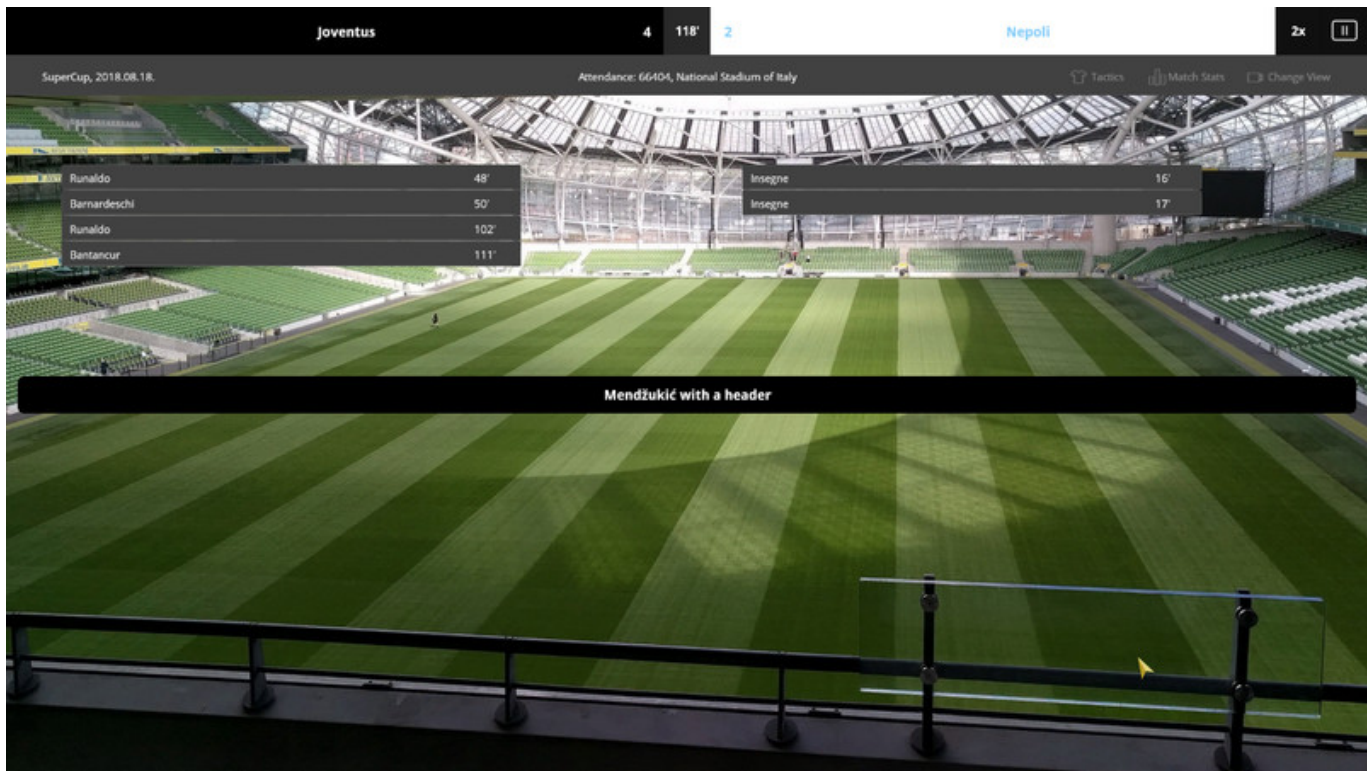 Joventus 4 118' 2 Nepoli 2x
SuperCup, 2018.08.18. Attendance: 66404, National Stadium of Italy Tactics Match Stats Change View
Runaldo 48'
Barnardeschi 50'
Runaldo 102'
Bantancur 111'
Insegne 16'
Insegne 17'
Mendžukić with a header